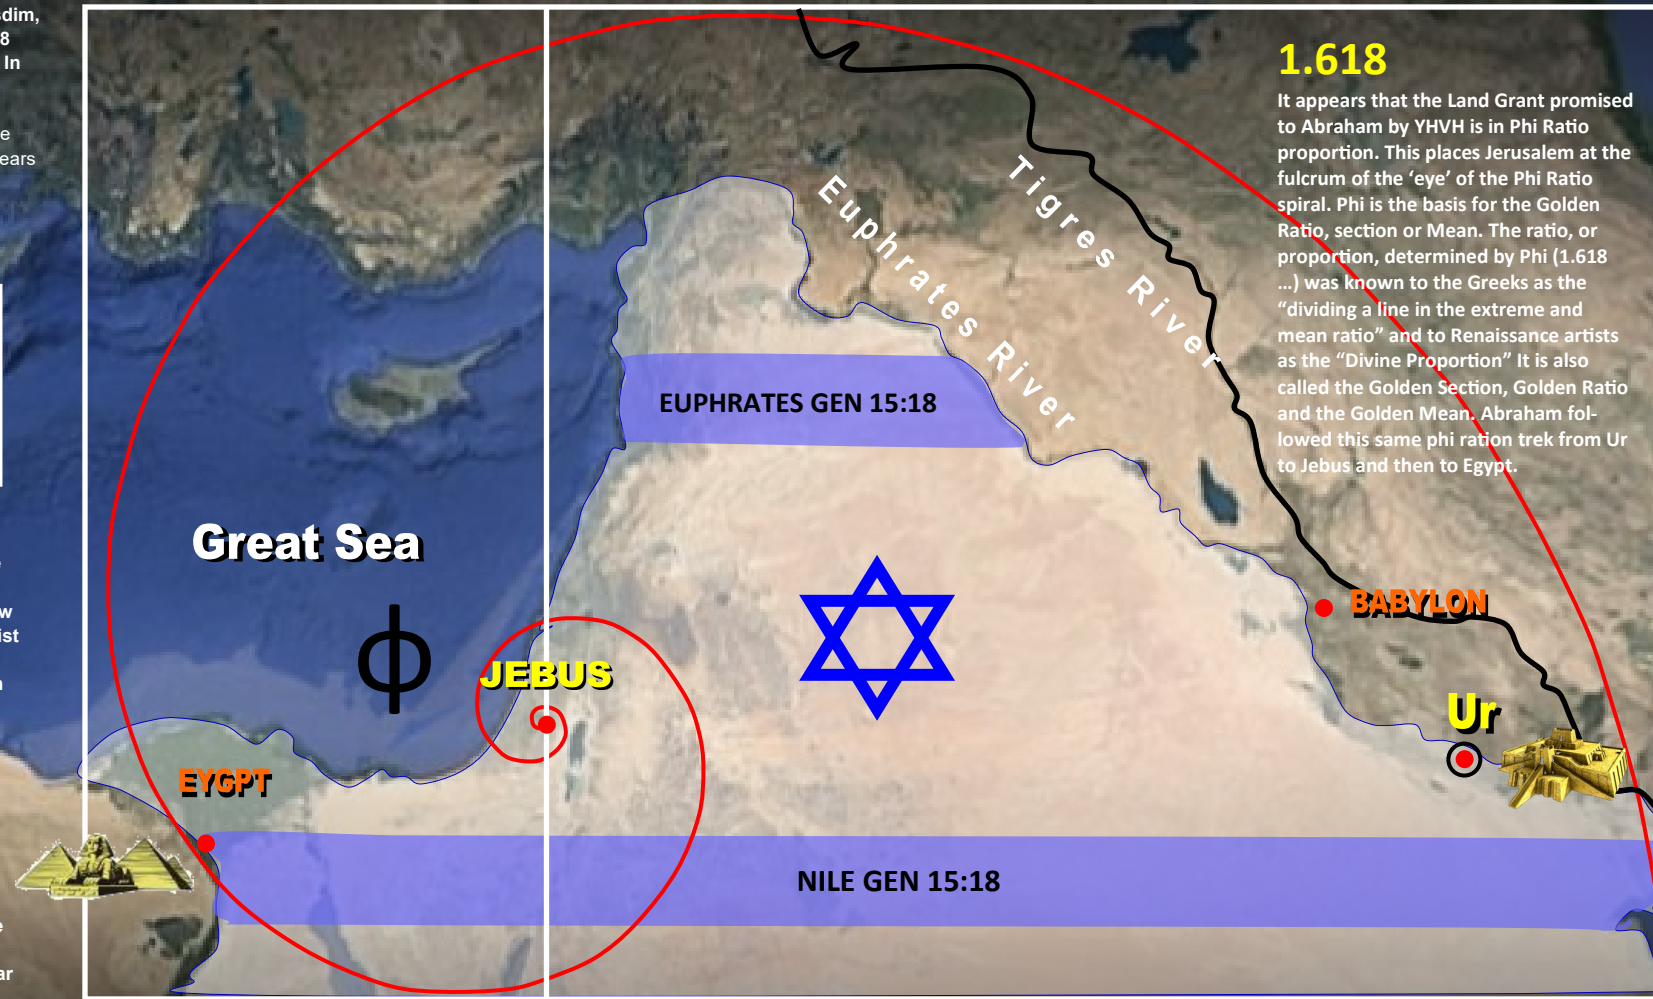 sdim,
8
In
e
ears
e
w
ist
n
e
ar
1.618
It appears that the Land Grant promised
to Abraham by YHVH is in Phi Ratio
proportion. This places Jerusalem at the
fulcrum of the ‘eye’ of the Phi Ratio
spiral. Phi is the basis for the Golden
Ratio, section or Mean. The ratio, or
proportion, determined by Phi (1.618
...) was known to the Greeks as the
“dividing a line in the extreme and
mean ratio” and to Renaissance artists
as the “Divine Proportion” It is also
called the Golden Section, Golden Ratio
and the Golden Mean. Abraham fol-
lowed this same phi ration trek from Ur
to Jebus and then to Egypt.
Tigres River
Euphrates River
EUPHRATES GEN 15:18
Great Sea
ϕ
JEBUS
BABYLON
Ur
EYGPT
NILE GEN 15:18